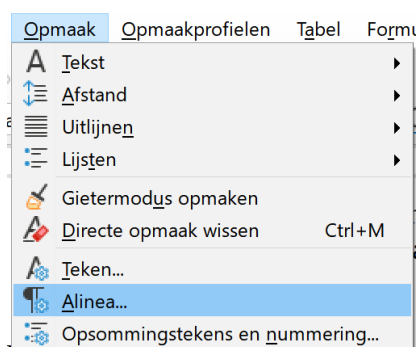 Opmaak Opmaakprofielen Tabel Formu
Tekst
Afstand
Uitlijnen
Lijsten
Gietermodus opmaken
Directe opmaak wissen Ctrl+M
Teken...
Alinea...
Opsommingstekens en nummering...